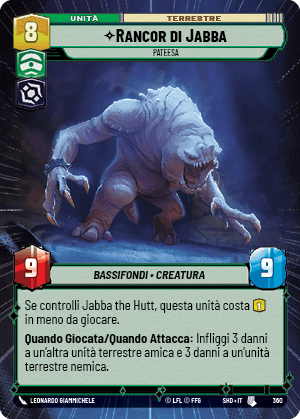 UNITÀ
TERRESTRE
8
✧RANCOR DI JABBA
PATEESA
9
9
BASSIFONDI • CREATURA
Se controlli Jabba the Hutt, questa unità costa 1
in meno da giocare.
Quando Giocata/Quando Attacca: Infliggi 3 danni
a un'altra unità terrestre amica e 3 danni a un'unità
terrestre nemica.
LEONARDO GIAMMICHELE
© LFL © FFG
SHD • IT
360